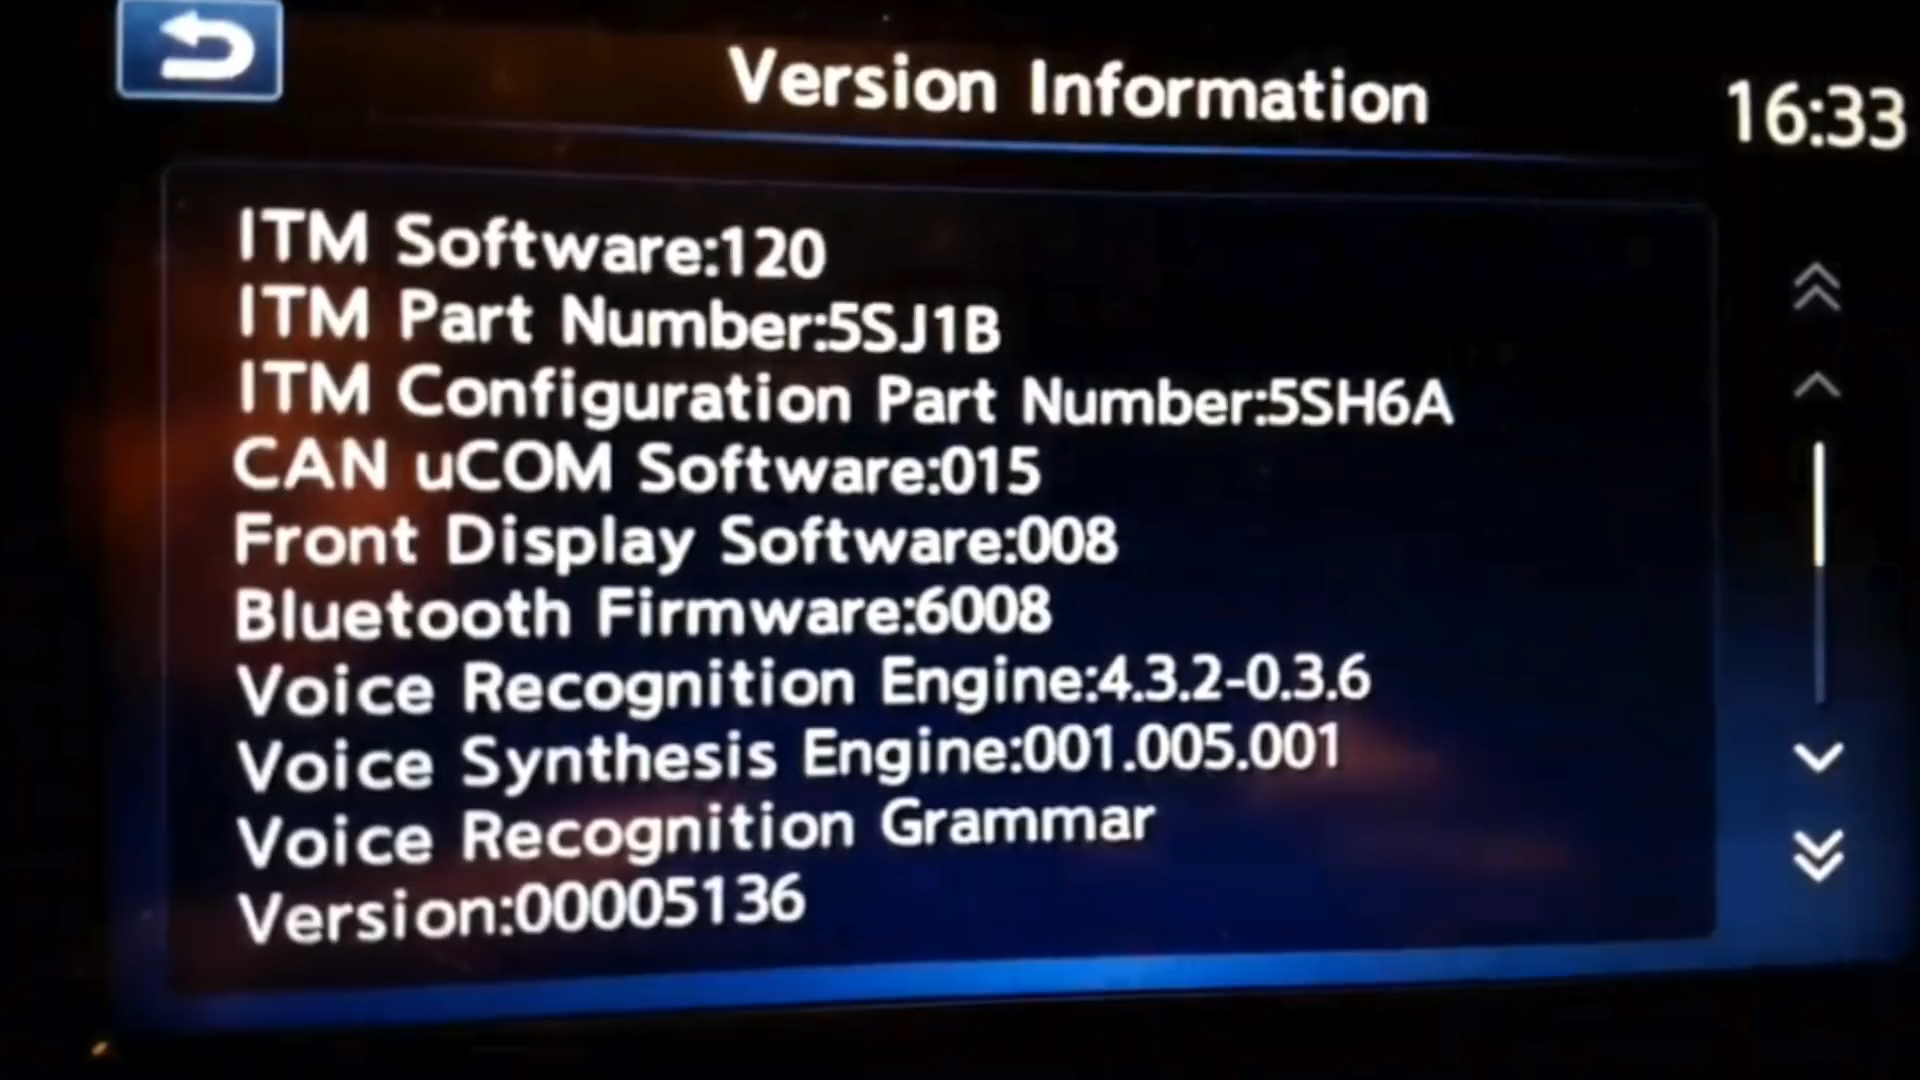 Version Information
16:33
ITM Software:120
ITM Part Number:5SJ1B
ITM Configuration Part Number:5SH6A
CAN uCOM Software:015
Front Display Software:008
Bluetooth Firmware:6008
Voice Recognition Engine:4.3.2-0.3.6
Voice Synthesis Engine:001.005.001
Voice Recognition Grammar
Version:00005136